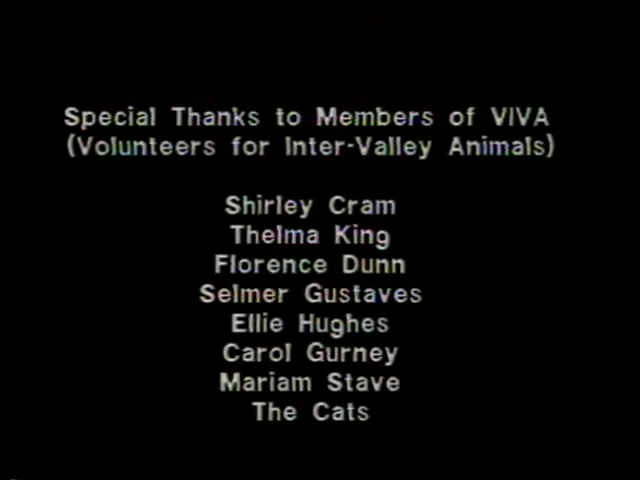 Special Thanks to Members of VIVA
(Volunteers for Inter-Valley Animals)
Shirley Cram
Thelma King
Florence Dunn
Selmer Gustaves
Ellie Hughes
Carol Gurney
Mariam Stave
The Cats